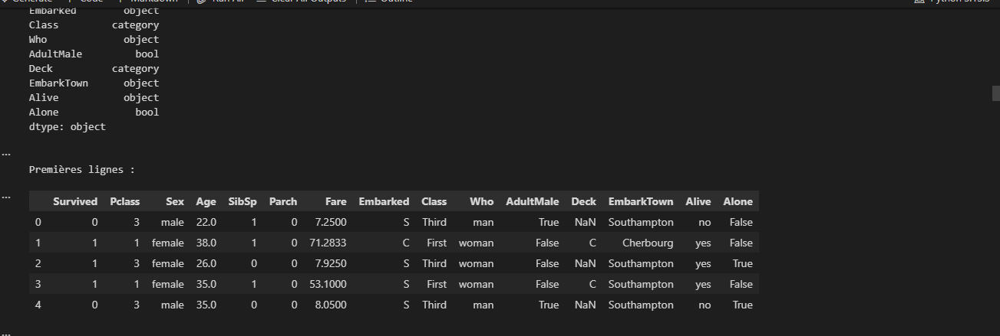 Generate Code Markdown Run All Clear All Outputs Outline
Embarked object
Class category
Who object
AdultMale bool
Deck category
EmbarkTown object
Alive object
Alone bool
dtype: object
...
Premières lignes :
...
Survived Pclass Sex Age SibSp Parch Fare Embarked Class Who AdultMale Deck EmbarkTown Alive Alone
0 0 3 male 22.0 1 0 7.2500 S Third man True NaN Southampton no False
1 1 1 female 38.0 1 0 71.2833 C First woman False C Cherbourg yes False
2 1 3 female 26.0 0 0 7.9250 S Third woman False NaN Southampton yes True
3 1 1 female 35.0 1 0 53.1000 S First woman False C Southampton yes False
4 0 3 male 35.0 0 0 8.0500 S Third man True NaN Southampton no True
...